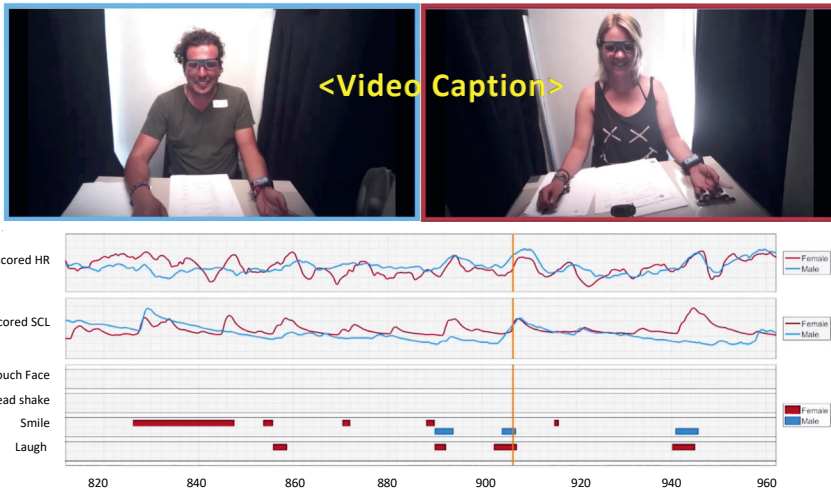 <Video Caption>
cored HR
Female
Male
cored SCL
Female
Male
ouch Face
ead shake
Smile
Laugh
Female
Male
820 840 860 880 900 920 940 960